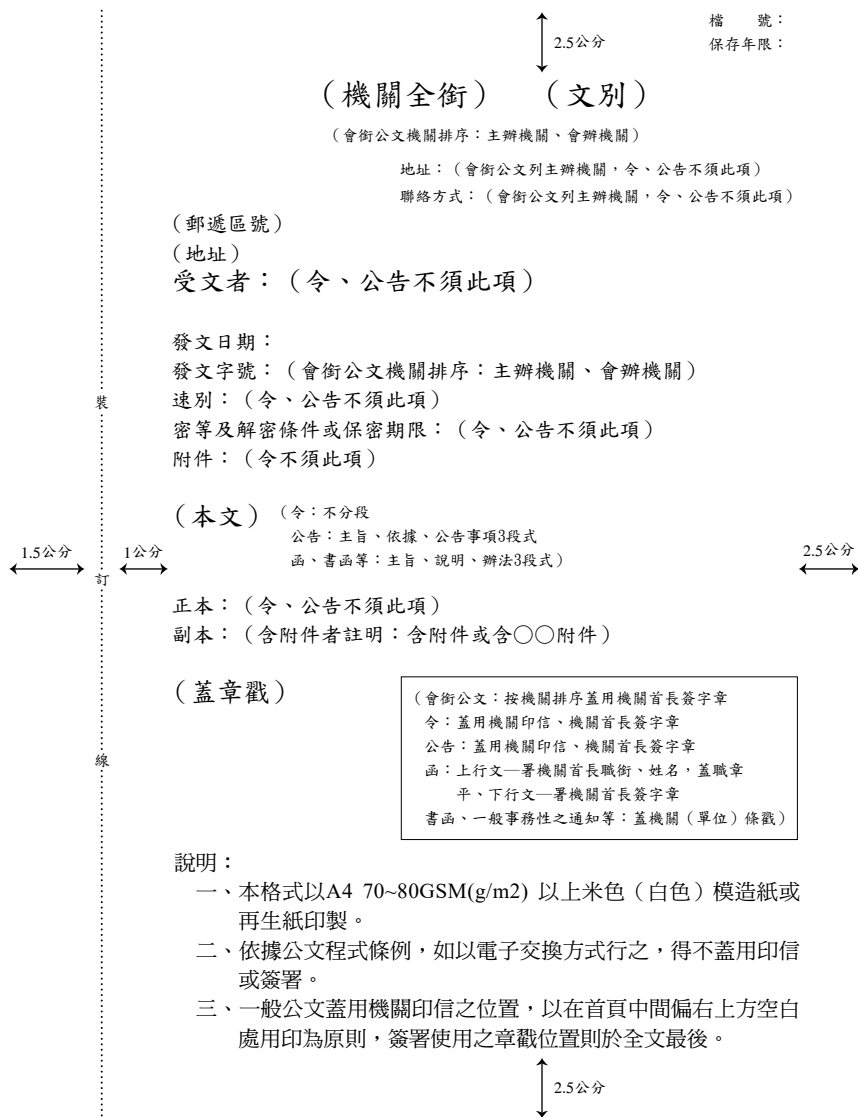 檔　　號：
2.5公分
保存年限：
（機關全銜）　（文別）
（會銜公文機關排序：主辦機關、會辦機關）
地址：（會銜公文列主辦機關，令、公告不須此項）
聯絡方式：（會銜公文列主辦機關，令、公告不須此項）
（郵遞區號）
（地址）
受文者：（令、公告不須此項）
發文日期：
發文字號：（會銜公文機關排序：主辦機關、會辦機關）
速別：（令、公告不須此項）
密等及解密條件或保密期限：（令、公告不須此項）
附件：（令不須此項）
（本文）（令：不分段
公告：主旨、依據、公告事項3段式
函、書函等：主旨、說明、辦法3段式）
裝
訂
線
1.5公分
1公分
2.5公分
正本：（令、公告不須此項）
副本：（含附件者註明：含附件或含○○附件）
（蓋章戳）
（會銜公文：按機關排序蓋用機關首長簽字章
令：蓋用機關印信、機關首長簽字章
公告：蓋用機關印信、機關首長簽字章
函：上行文—署機關首長職銜、姓名，蓋職章
平、下行文—署機關首長簽字章
書函、一般事務性之通知等：蓋機關（單位）條戳）
說明：
一、本格式以A4 70~80GSM(g/m2) 以上米色（白色）模造紙或
再生紙印製。
二、依據公文程式條例，如以電子交換方式行之，得不蓋用印信
或簽署。
三、一般公文蓋用機關印信之位置，以在首頁中間偏右上方空白
處用印為原則，簽署使用之章戳位置則於全文最後。
2.5公分